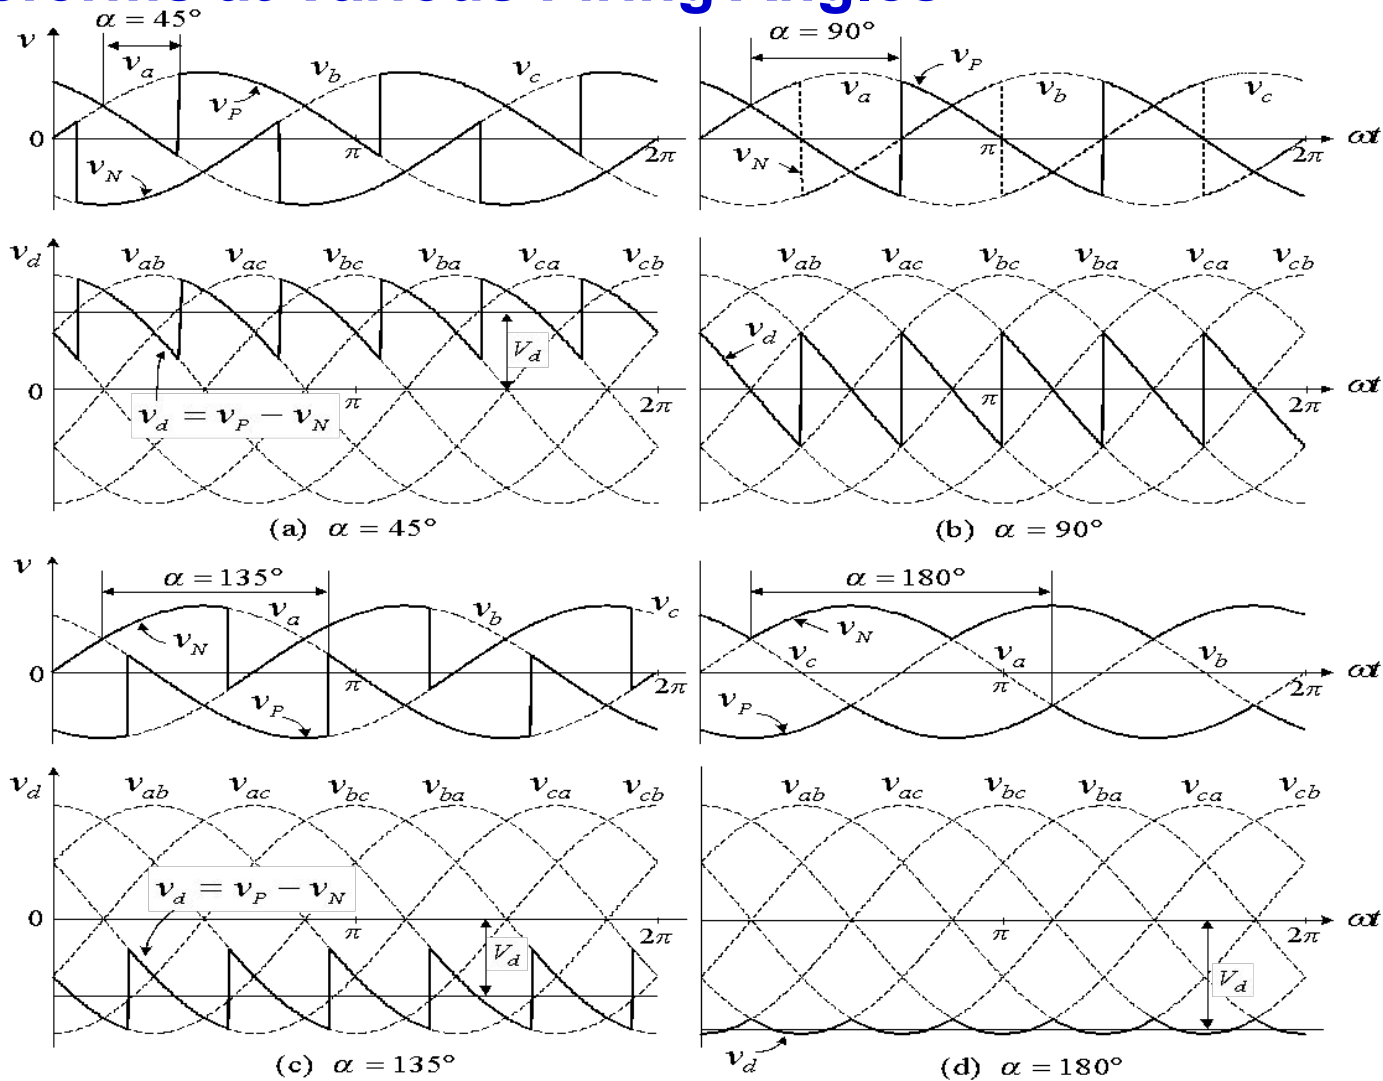 α = 45°
v
v_a
v_b
v_c
v_P
v_N
0
π
2π
α = 90°
v_P
v_a
v_b
v_c
v_N
π
2π
ωt
v_d
v_ab
v_ac
v_bc
v_ba
v_ca
v_cb
V_d
0
v_d = v_P − v_N
π
2π
(a) α = 45°
v_ab
v_ac
v_bc
v_ba
v_ca
v_cb
v_d
π
2π
ωt
(b) α = 90°
v
α = 135°
v_a
v_b
v_c
v_N
v_P
0
π
2π
α = 180°
v_N
v_c
v_a
v_b
v_P
π
2π
ωt
v_d
v_ab
v_ac
v_bc
v_ba
v_ca
v_cb
v_d = v_P − v_N
0
π
2π
V_d
(c) α = 135°
v_ab
v_ac
v_bc
v_ba
v_ca
v_cb
π
2π
ωt
V_d
v_d
(d) α = 180°